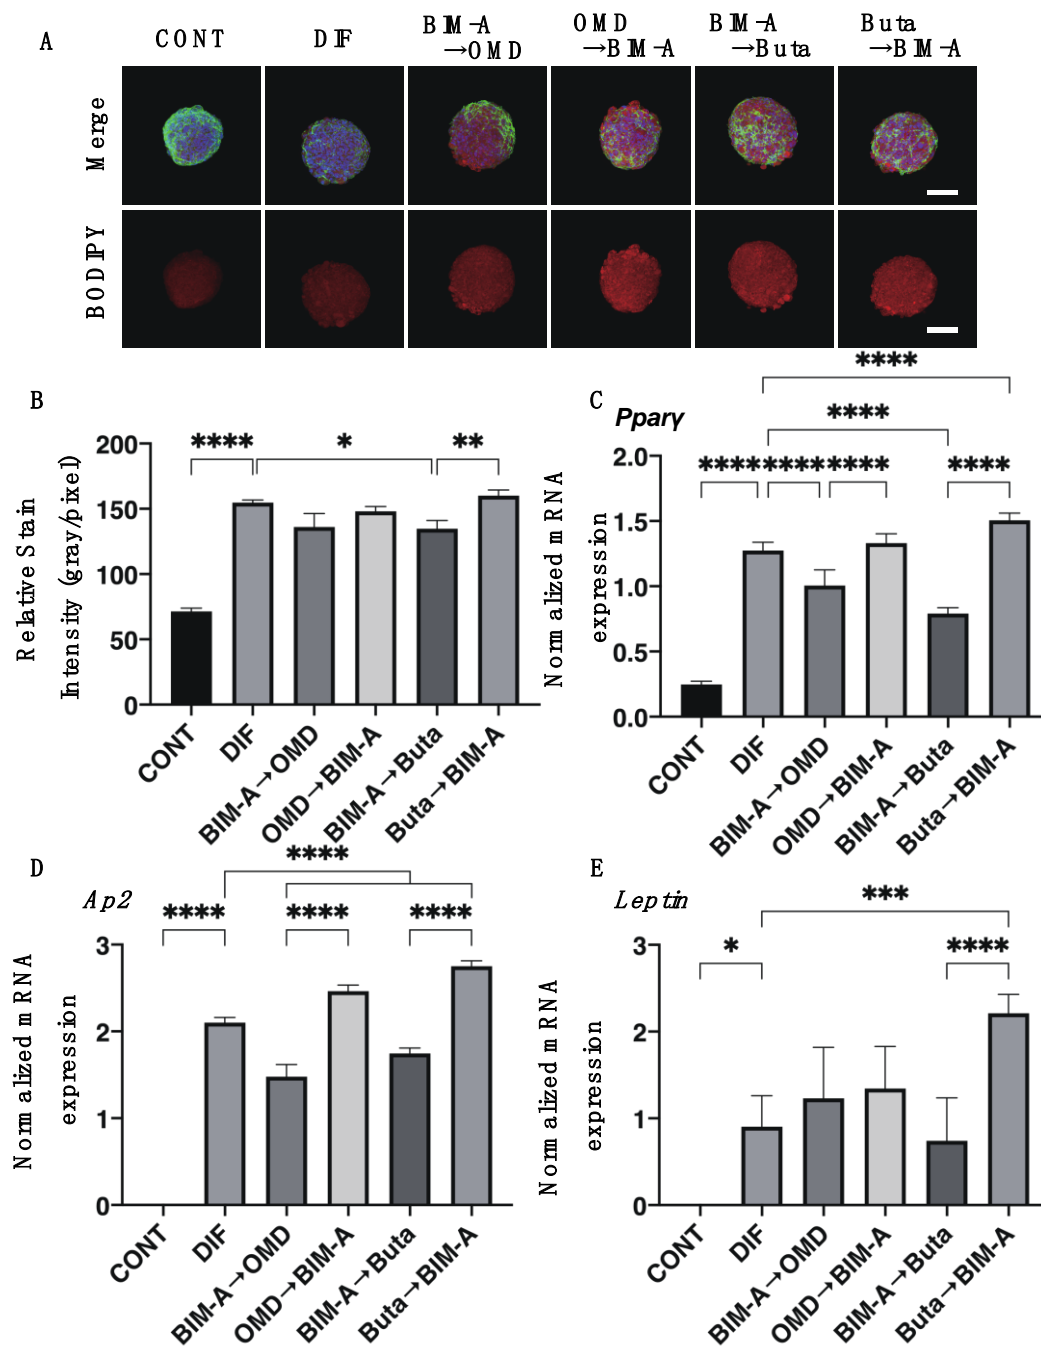 A
CONT
DIF
BIM-A
→OMD
OMD
→BIM-A
BIM-A
→Buta
Buta
→BIM-A
Merge
BODIPY
B
**** * **
Relative Stain
Intensity (gray/pixel)
200
150
100
50
0
CONT
DIF
BIM-A→OMD
OMD→BIM-A
BIM-A→Buta
Buta→BIM-A
C
Pparγ
****
****
**** **** **** ****
Normalized mRNA
expression
2.0
1.5
1.0
0.5
0.0
CONT
DIF
BIM-A→OMD
OMD→BIM-A
BIM-A→Buta
Buta→BIM-A
D
Ap2
****
**** **** ****
Normalized mRNA
expression
3
2
1
0
CONT
DIF
BIM-A→OMD
OMD→BIM-A
BIM-A→Buta
Buta→BIM-A
E
Leptin
***
* ****
Normalized mRNA
expression
3
2
1
0
CONT
DIF
BIM-A→OMD
OMD→BIM-A
BIM-A→Buta
Buta→BIM-A